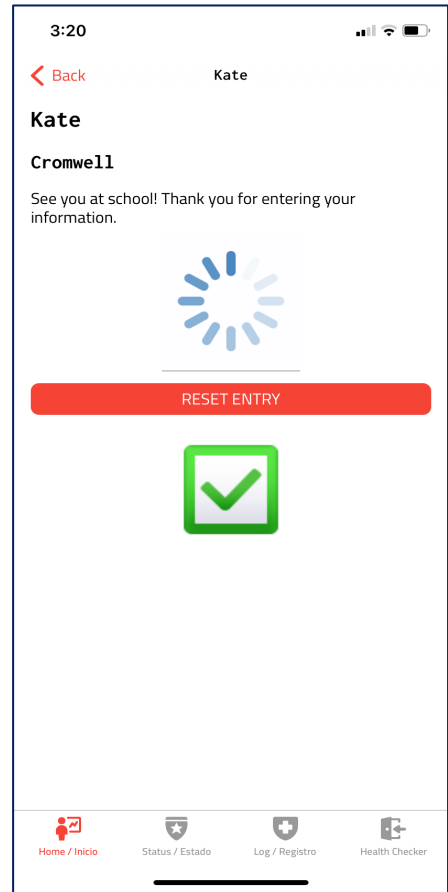 3:20
Back
Kate
Kate
Cromwell
See you at school! Thank you for entering your
information.
RESET ENTRY
Home / Inicio
Status / Estado
Log / Registro
Health Checker